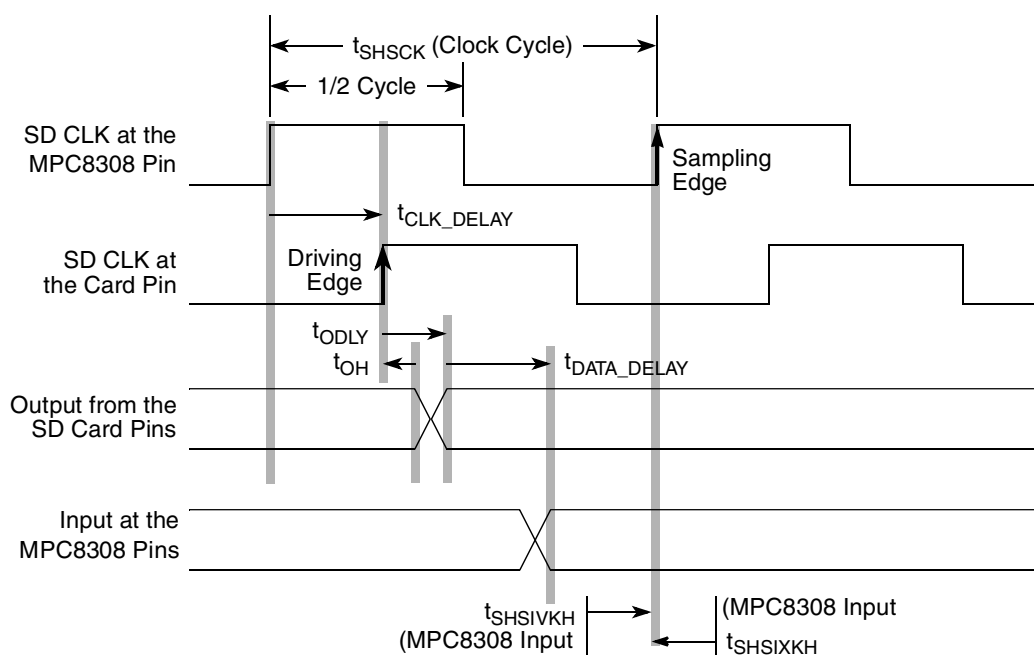 tSHSCK (Clock Cycle)
1/2 Cycle
SD CLK at the
MPC8308 Pin
Sampling
Edge
tCLK_DELAY
SD CLK at
the Card Pin
Driving
Edge
tODLY
tOH
tDATA_DELAY
Output from the
SD Card Pins
Input at the
MPC8308 Pins
tSHSIVKH
(MPC8308 Input
(MPC8308 Input
tSHSIXKH